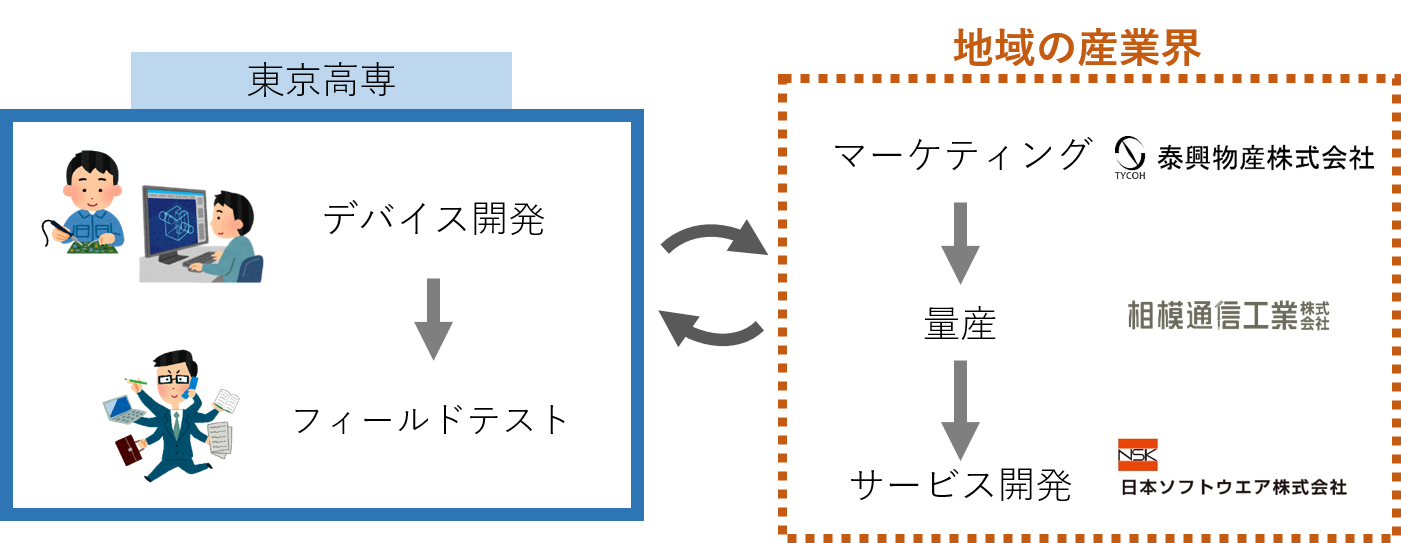 東京高専
デバイス開発
フィールドテスト
地域の産業界
マーケティング
TYCOH
泰興物産株式会社
量産
相模通信工業株式会社
サービス開発
NSK
日本ソフトウエア株式会社